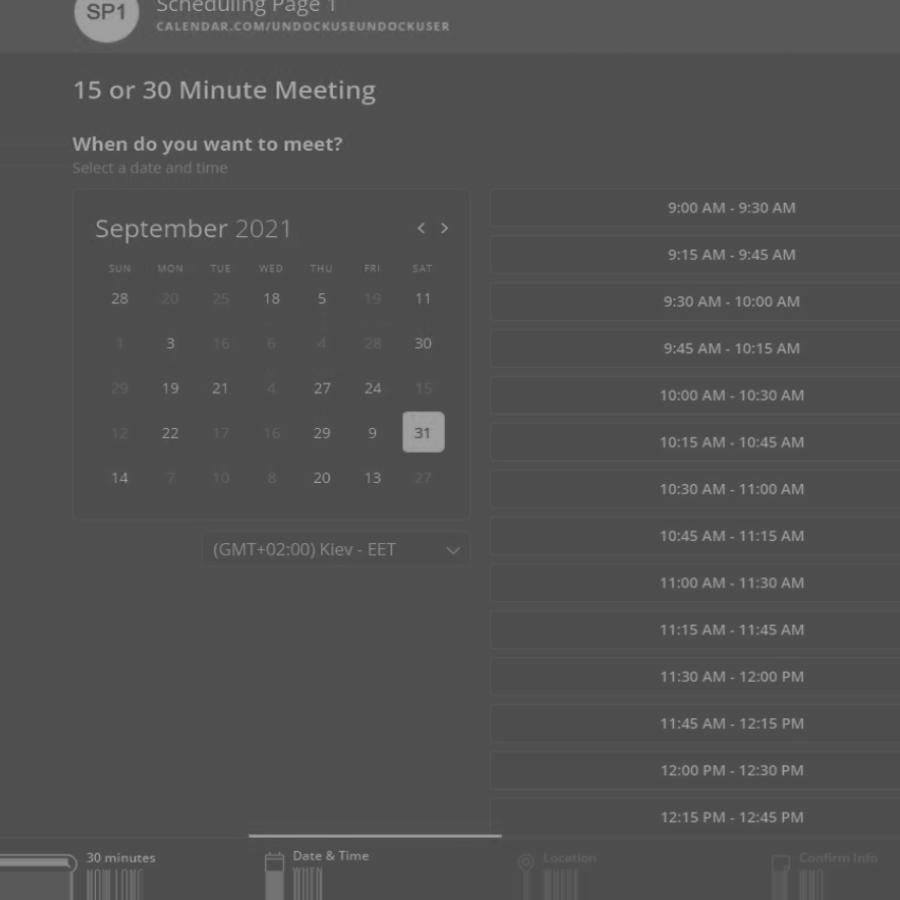 SP1
Scheduling Page 1
CALENDAR.COM/UNDOCKUSEUNDOCKUSER
15 or 30 Minute Meeting
When do you want to meet?
Select a date and time
September 2021
SUN MON TUE WED THU FRI SAT
28 20 25 18 5 19 11
1 3 16 6 4 28 30
29 19 21 4 27 24 15
12 22 17 16 29 9 31
14 7 10 8 20 13 27
(GMT+02:00) Kiev - EET
9:00 AM - 9:30 AM
9:15 AM - 9:45 AM
9:30 AM - 10:00 AM
9:45 AM - 10:15 AM
10:00 AM - 10:30 AM
10:15 AM - 10:45 AM
10:30 AM - 11:00 AM
10:45 AM - 11:15 AM
11:00 AM - 11:30 AM
11:15 AM - 11:45 AM
11:30 AM - 12:00 PM
11:45 AM - 12:15 PM
12:00 PM - 12:30 PM
12:15 PM - 12:45 PM
30 minutes
HOW LONG
Date & Time
WHEN
Location
Confirm Info